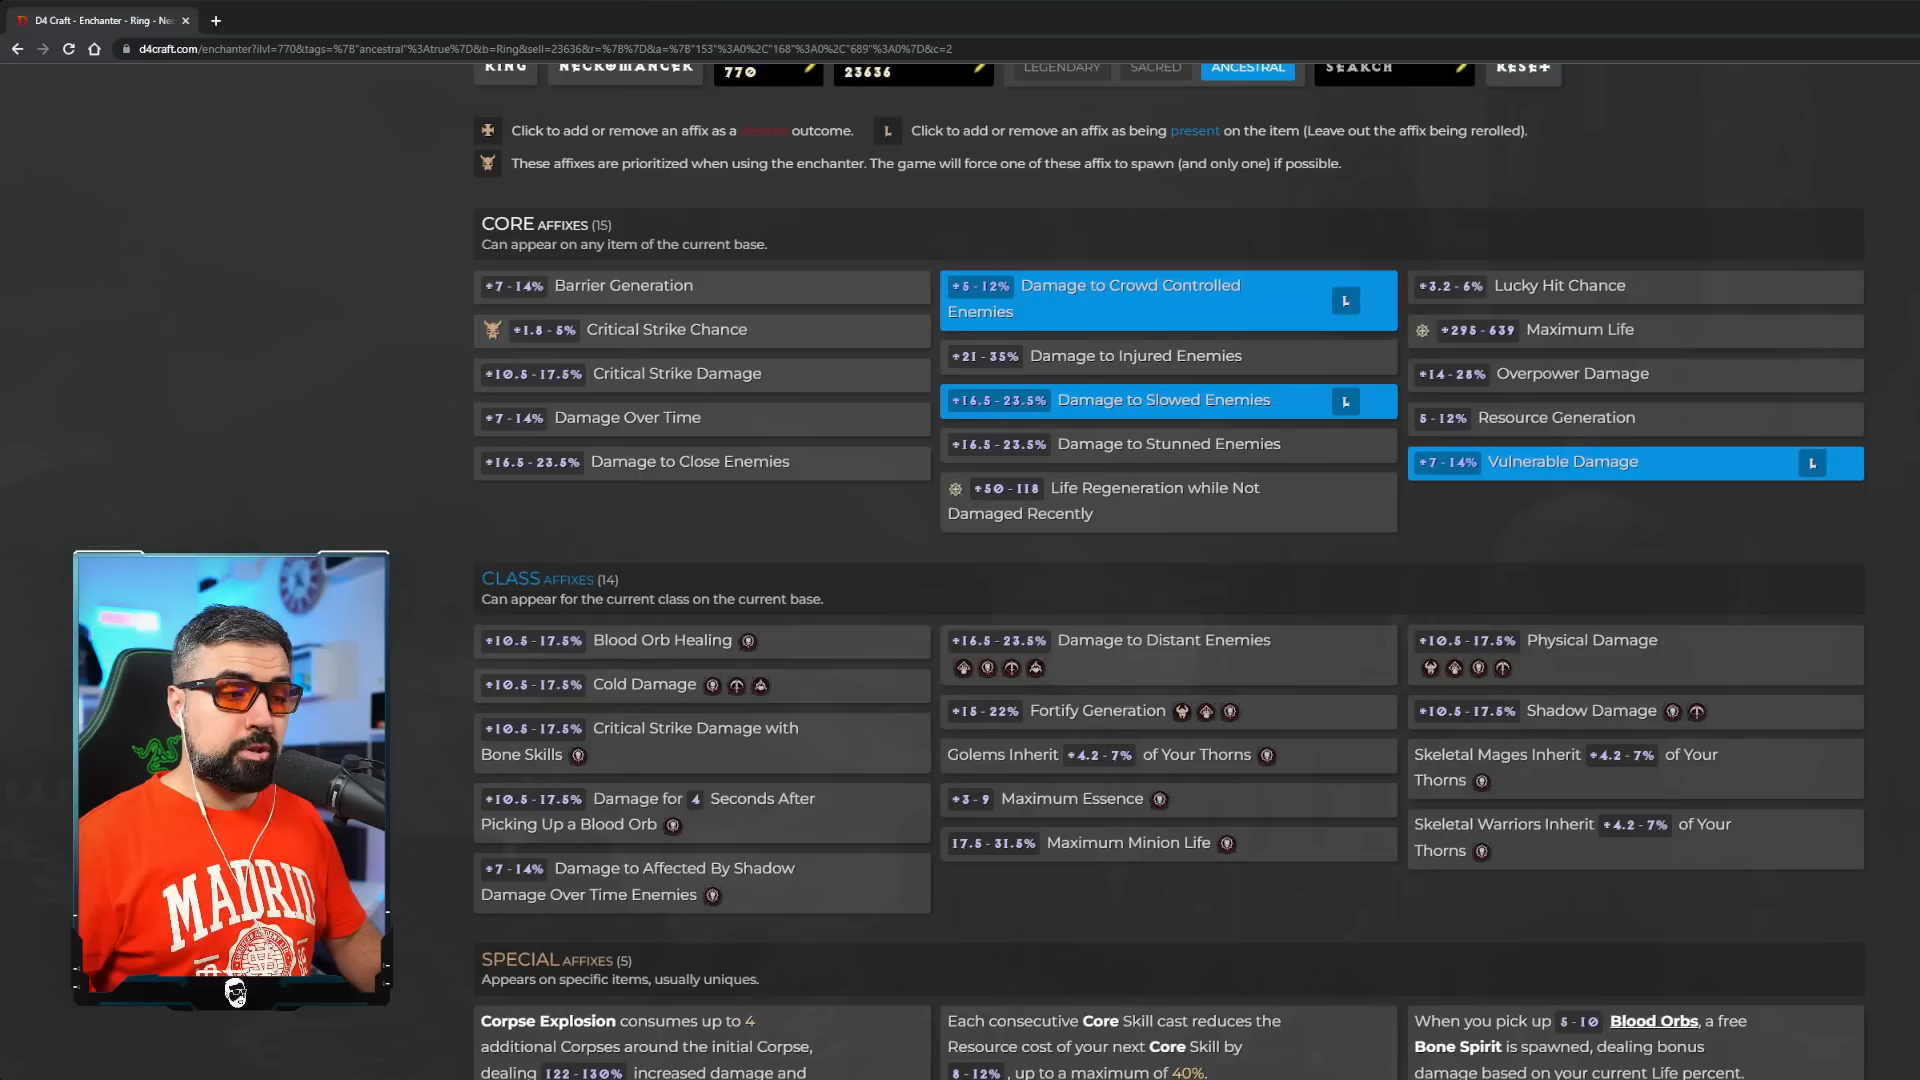 D4 Craft - Enchanter - Ring - Nec
d4craft.com/enchanter?ilvl=770&tags=%7B"ancestral"%3Atrue%7D&b=Ring&sell=23636&r=%7B%7D&a=%7B"153"%3A0%2C"168"%3A0%2C"689"%3A0%7D&c=2
RING NECROMANCER 770 23636 LEGENDARY SACRED ANCESTRAL SEARCH RESET
Click to add or remove an affix as a desired outcome. L Click to add or remove an affix as being present on the item (Leave out the affix being rerolled).
These affixes are prioritized when using the enchanter. The game will force one of these affix to spawn (and only one) if possible.
CORE AFFIXES (15)
Can appear on any item of the current base.
+7 - 14% Barrier Generation
+1.8 - 5% Critical Strike Chance
+10.5 - 17.5% Critical Strike Damage
+7 - 14% Damage Over Time
+16.5 - 23.5% Damage to Close Enemies
+5 - 12% Damage to Crowd Controlled
Enemies L
+21 - 35% Damage to Injured Enemies
+16.5 - 23.5% Damage to Slowed Enemies L
+16.5 - 23.5% Damage to Stunned Enemies
+50 - 118 Life Regeneration while Not
Damaged Recently
+3.2 - 6% Lucky Hit Chance
+295 - 639 Maximum Life
+14 - 28% Overpower Damage
5 - 12% Resource Generation
+7 - 14% Vulnerable Damage L
CLASS AFFIXES (14)
Can appear for the current class on the current base.
+10.5 - 17.5% Blood Orb Healing
+10.5 - 17.5% Cold Damage
+10.5 - 17.5% Critical Strike Damage with
Bone Skills
+10.5 - 17.5% Damage for 4 Seconds After
Picking Up a Blood Orb
+7 - 14% Damage to Affected By Shadow
Damage Over Time Enemies
+16.5 - 23.5% Damage to Distant Enemies
+15 - 22% Fortify Generation
Golems Inherit +4.2 - 7% of Your Thorns
+3 - 9 Maximum Essence
17.5 - 31.5% Maximum Minion Life
+10.5 - 17.5% Physical Damage
+10.5 - 17.5% Shadow Damage
Skeletal Mages Inherit +4.2 - 7% of Your
Thorns
Skeletal Warriors Inherit +4.2 - 7% of Your
Thorns
SPECIAL AFFIXES (5)
Appears on specific items, usually uniques.
Corpse Explosion consumes up to 4
additional Corpses around the initial Corpse,
dealing 122 - 130% increased damage and
Each consecutive Core Skill cast reduces the
Resource cost of your next Core Skill by
8 - 12% , up to a maximum of 40%.
When you pick up 5 - 10 Blood Orbs, a free
Bone Spirit is spawned, dealing bonus
damage based on your current Life percent.
MADRID